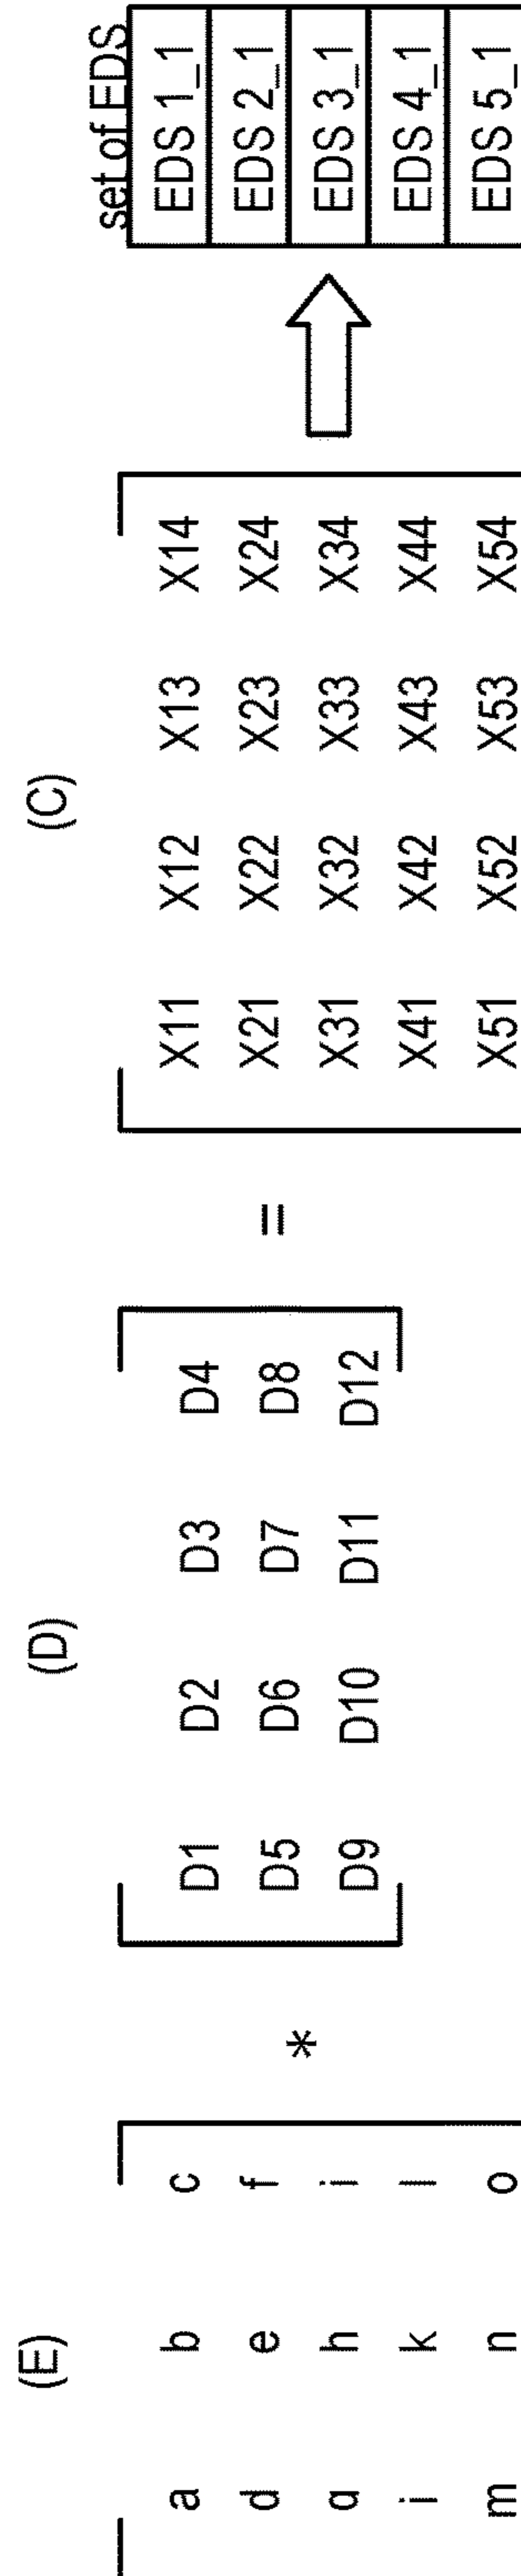 (E) (D) (C) set of EDS
a b c
d e f
g h i
j k l
m n o
*
D1 D2 D3 D4
D5 D6 D7 D8
D9 D10 D11 D12
=
X11 X12 X13 X14
X21 X22 X23 X24
X31 X32 X33 X34
X41 X42 X43 X44
X51 X52 X53 X54
EDS 1_1
EDS 2_1
EDS 3_1
EDS 4_1
EDS 5_1